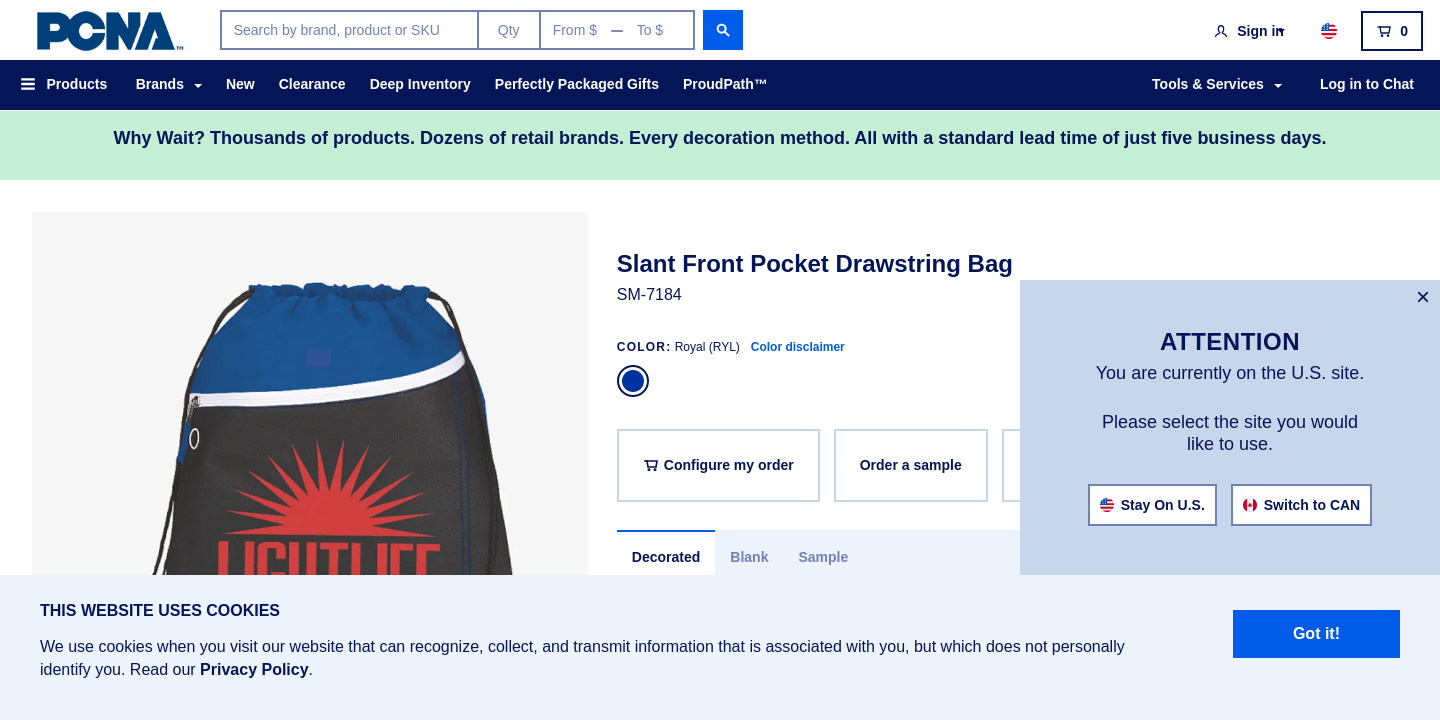 PCNA™
Search by brand, product or SKU
Qty
From $ — To $
Sign in
0
Products
Brands
New
Clearance
Deep Inventory
Perfectly Packaged Gifts
ProudPath™
Tools & Services
Log in to Chat
Why Wait? Thousands of products. Dozens of retail brands. Every decoration method. All with a standard lead time of just five business days.
Slant Front Pocket Drawstring Bag
SM-7184
COLOR: Royal (RYL) Color disclaimer
Configure my order
Order a sample
Decorated
Blank
Sample
×
ATTENTION
You are currently on the U.S. site.
Please select the site you would
like to use.
Stay On U.S.
Switch to CAN
THIS WEBSITE USES COOKIES
We use cookies when you visit our website that can recognize, collect, and transmit information that is associated with you, but which does not personally
identify you. Read our Privacy Policy.
Got it!